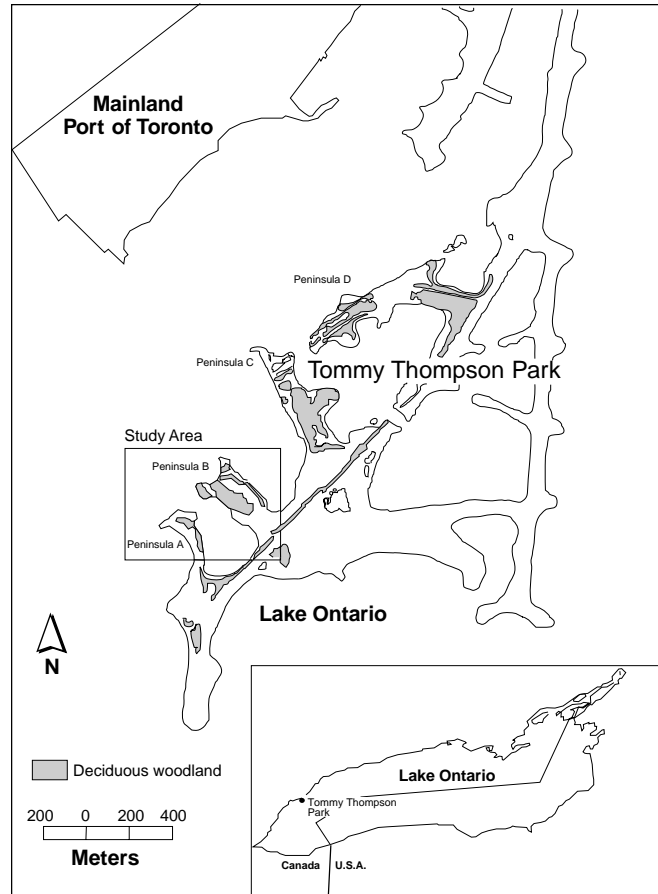 Mainland
Port of Toronto
Peninsula D
Peninsula C
Tommy Thompson Park
Study Area
Peninsula B
Peninsula A
Lake Ontario
N
Deciduous woodland
200 0 200 400
Meters
Lake Ontario
Tommy Thompson
Park
Canada U.S.A.